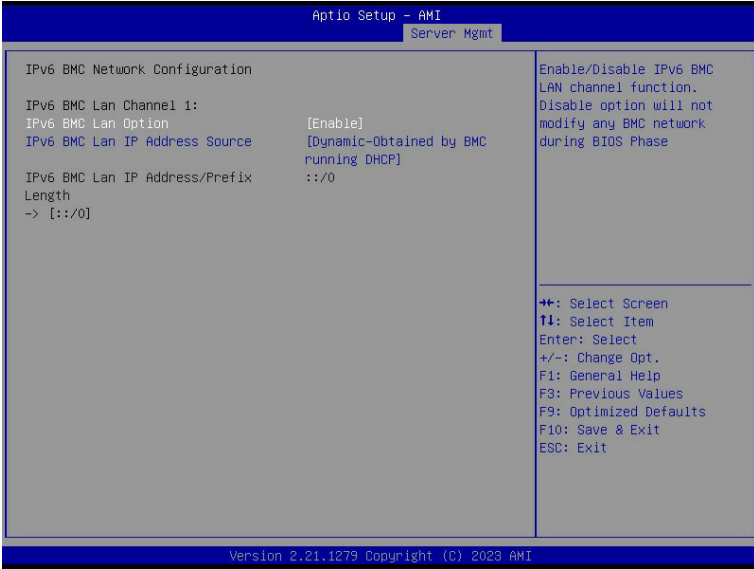 Aptio Setup – AMI
Server Mgmt
IPv6 BMC Network Configuration
IPv6 BMC Lan Channel 1:
IPv6 BMC Lan Option [Enable]
IPv6 BMC Lan IP Address Source [Dynamic-Obtained by BMC
running DHCP]
IPv6 BMC Lan IP Address/Prefix ::/0
Length
-> [::/0]
Enable/Disable IPv6 BMC
LAN channel function.
Disable option will not
modify any BMC network
during BIOS Phase
→←: Select Screen
↑↓: Select Item
Enter: Select
+/-: Change Opt.
F1: General Help
F3: Previous Values
F9: Optimized Defaults
F10: Save & Exit
ESC: Exit
Version 2.21.1279 Copyright (C) 2023 AMI